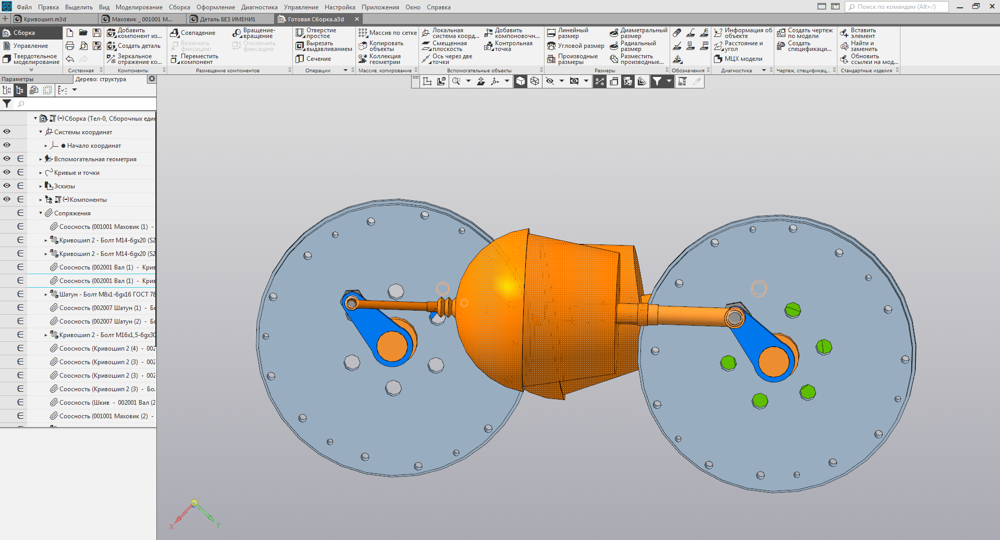 Файл Правка Выделить Вид Моделирование Сборка Оформление Диагностика Управление Настройка Приложения Окно Справка
Поиск по командам (Alt+/)
Кривошип.m3d
Маховик _ 001001 М...
Деталь БЕЗ ИМЕНИ1
Готовая Сборка.a3d
Сборка
Управление
Твердотельное
моделирование
Системная
Добавить
компонент из...
Создать деталь
Зеркальное
отражение ко...
Компоненты
Совпадение
Включить
фиксацию
Переместить
компонент
Вращение-
вращение
Отключить
фиксацию
Размещение компонентов
Отверстие
простое
Вырезать
выдавливанием
Сечение
Операции
Массив по сетке
Копировать
объекты
Коллекция
геометрии
Массив, копирование
Локальная
система коорд...
Смещенная
плоскость
Ось через две
точки
Добавить
компоновочн...
Контрольная
точка
Вспомогательные объекты
Линейный
размер
Угловой размер
Производные
размеры
Диаметральный
размер
Радиальный
размер
Разместить
производные...
Размеры
Обозначения
Информация об
объекте
Расстояние и
угол
МЦХ модели
Диагностика
Создать чертеж
по модели
Создать
спецификаци...
Чертеж, спецификац...
Вставить
элемент
Найти и
заменить
Обновить
ссылки на мод...
Стандартные изделия
Параметры
Дерево: структура
(−)Сборка (Тел-0, Сборочных един
Системы координат
Начало координат
Вспомогательная геометрия
Кривые и точки
Эскизы
(−)Компоненты
Сопряжения
Соосность (001001 Маховик (1) -
Кривошип 2 - Болт M14-6gx20 (S2
Кривошип 2 - Болт M14-6gx20 (S2
Соосность (002001 Вал (1) - Крив
Соосность (002001 Вал (1) - Крив
Шатун - Болт M8x1-6gx16 ГОСТ 78
Соосность (002007 Шатун (1) - Бо
Соосность (002007 Шатун (2) - Бо
Кривошип 2 - Болт M16x1,5-6gx30
Соосность (Кривошип 2 (4) - 002
Соосность (Кривошип 2 (3) - 002
Соосность (Кривошип 2 (3) - 002
Соосность (Кривошип 2 (3) - Бол
Соосность (Шкив - 002001 Вал (2
Соосность (001001 Маховик (2) -
X
Y